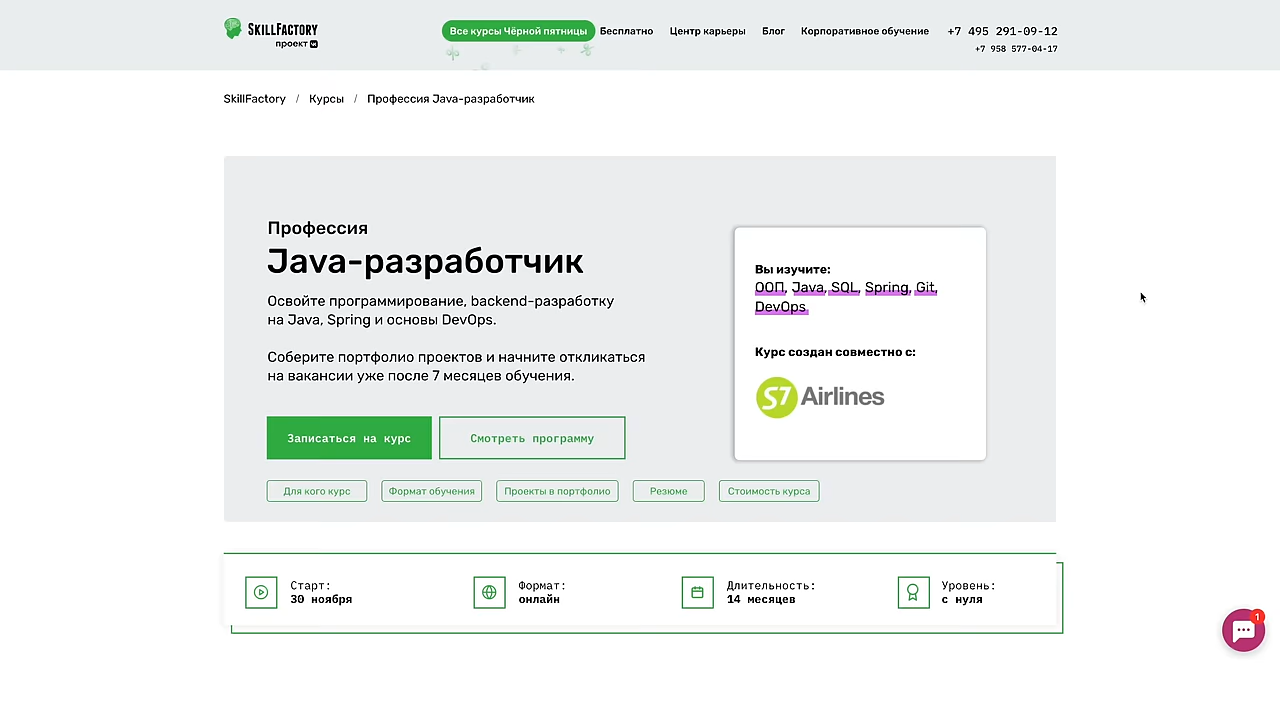 SKILLFACTORY
проект
Все курсы Чёрной пятницы
Бесплатно
Центр карьеры
Блог
Корпоративное обучение
+7 495 291-09-12
+7 958 577-04-17
SkillFactory / Курсы / Профессия Java-разработчик
Профессия
Java-разработчик
Освойте программирование, backend-разработку
на Java, Spring и основы DevOps.
Соберите портфолио проектов и начните откликаться
на вакансии уже после 7 месяцев обучения.
Записаться на курс
Смотреть программу
Вы изучите:
ООП, Java, SQL, Spring, Git,
DevOps.
Курс создан совместно с:
S7 Airlines
Для кого курс
Формат обучения
Проекты в портфолио
Резюме
Стоимость курса
Старт:
30 ноября
Формат:
онлайн
Длительность:
14 месяцев
Уровень:
с нуля
1